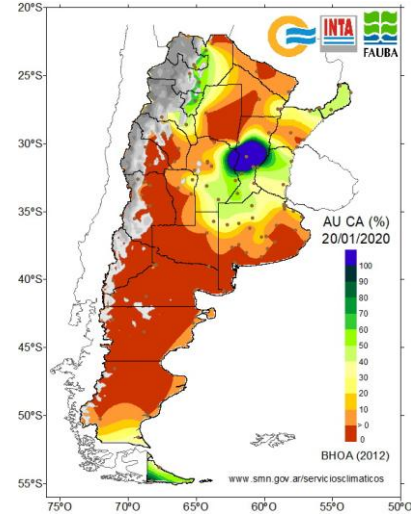 20°S
25°S
30°S
35°S
40°S
45°S
50°S
55°S
75°O
70°O
65°O
60°O
55°O
INTA
FAUBA
AU CA (%)
20/01/2020
100
90
80
70
60
50
40
30
20
10
> 0
0
BHOA (2012)
www.smn.gov.ar/serviciosclimaticos